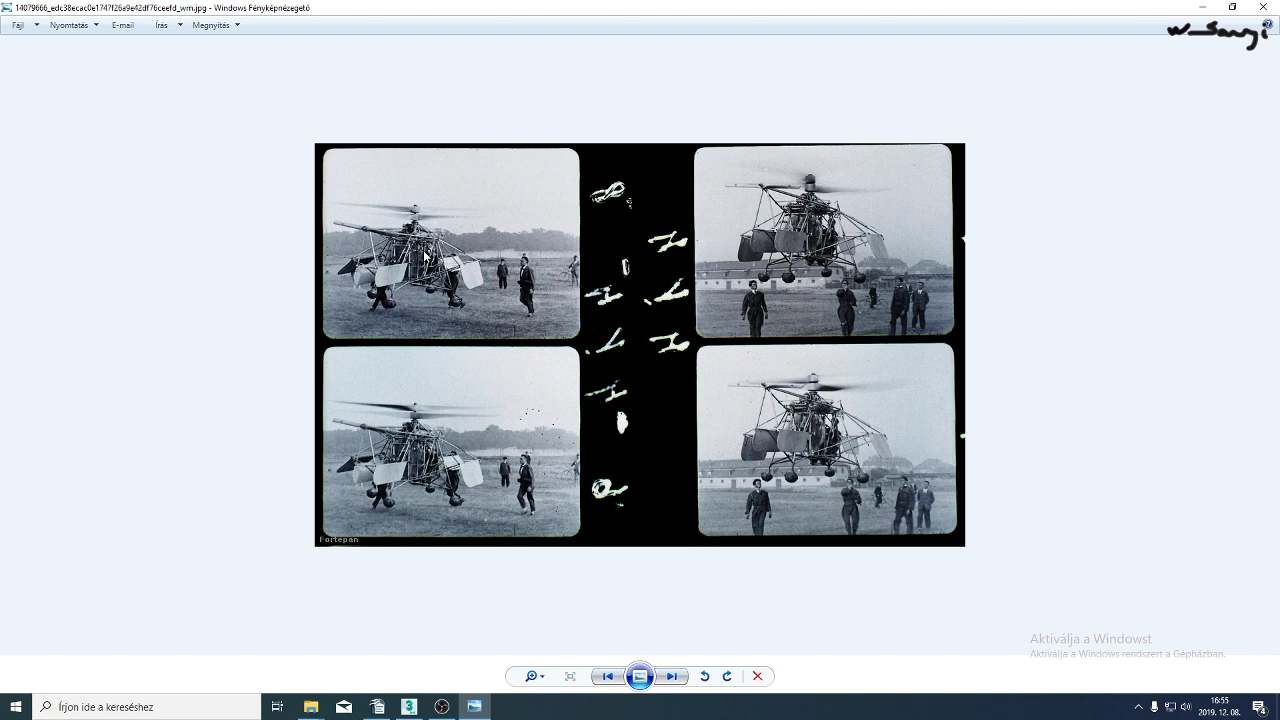 14079666_edc38ecac0e1747f26a9e42df76ceefd_wm.jpg - Windows Fényképnézegető
Fájl Nyomtatás E-mail Írás Megnyitás
Fortepan
Aktiválja a Windowst
Aktiválja a Windows rendszert a Gépházban.
Írjon ide a kereséshez
16:55
2019. 12. 08.
4